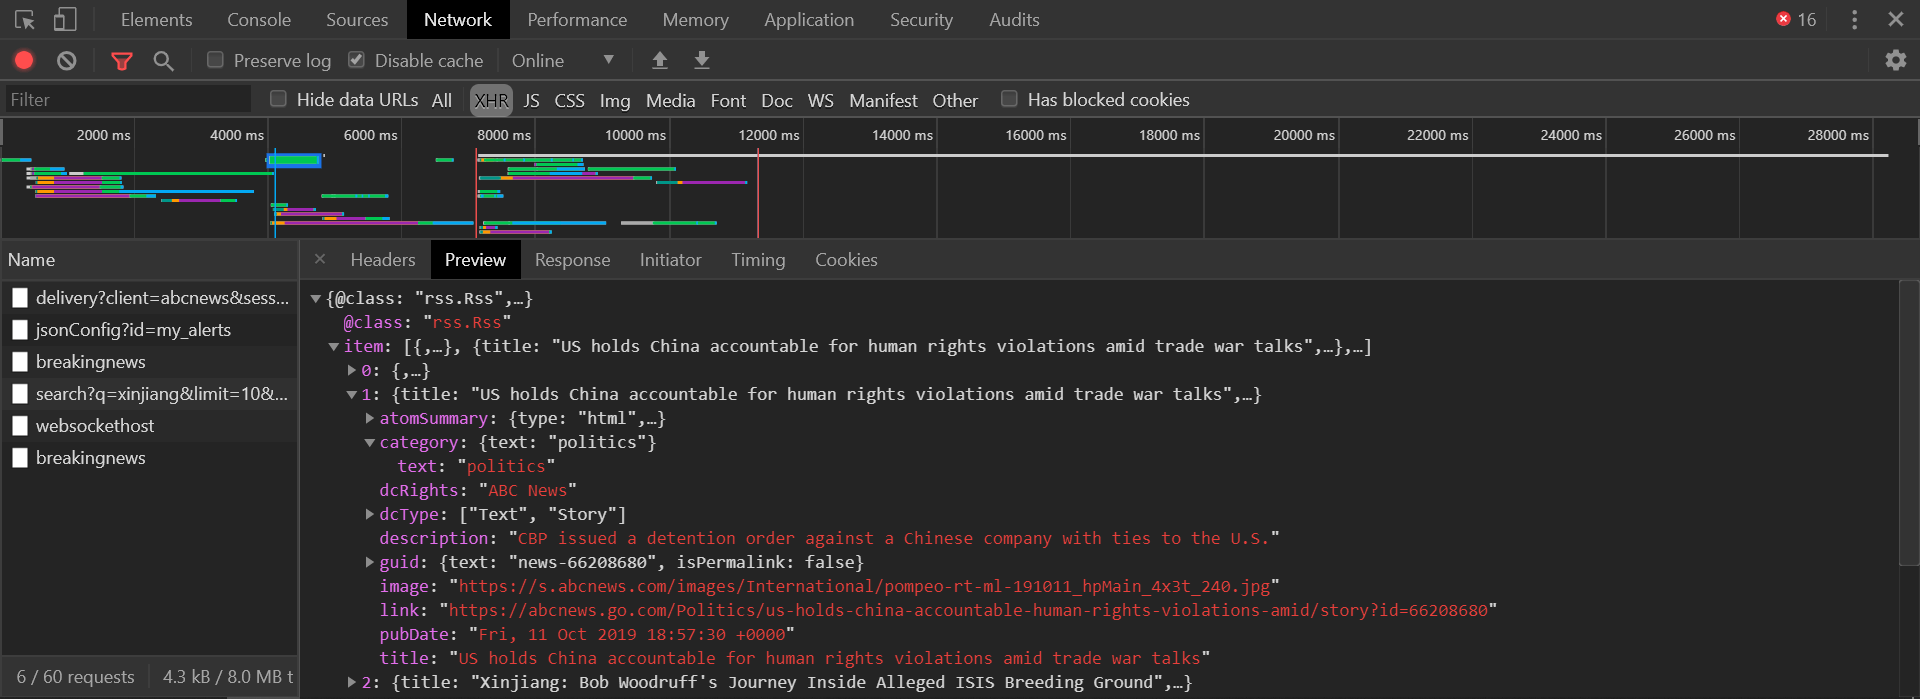 Elements Console Sources Network Performance Memory Application Security Audits 16
Preserve log Disable cache Online
Filter Hide data URLs All XHR JS CSS Img Media Font Doc WS Manifest Other Has blocked cookies
2000 ms 4000 ms 6000 ms 8000 ms 10000 ms 12000 ms 14000 ms 16000 ms 18000 ms 20000 ms 22000 ms 24000 ms 26000 ms 28000 ms
Name
delivery?client=abcnews&sess...
jsonConfig?id=my_alerts
breakingnews
search?q=xinjiang&limit=10&...
websockethost
breakingnews
6 / 60 requests 4.3 kB / 8.0 MB t
Headers Preview Response Initiator Timing Cookies
{@class: "rss.Rss",…}
@class: "rss.Rss"
item: [{,…}, {title: "US holds China accountable for human rights violations amid trade war talks",…},…]
0: {,…}
1: {title: "US holds China accountable for human rights violations amid trade war talks",…}
atomSummary: {type: "html",…}
category: {text: "politics"}
text: "politics"
dcRights: "ABC News"
dcType: ["Text", "Story"]
description: "CBP issued a detention order against a Chinese company with ties to the U.S."
guid: {text: "news-66208680", isPermalink: false}
image: "https://s.abcnews.com/images/International/pompeo-rt-ml-191011_hpMain_4x3t_240.jpg"
link: "https://abcnews.go.com/Politics/us-holds-china-accountable-human-rights-violations-amid/story?id=66208680"
pubDate: "Fri, 11 Oct 2019 18:57:30 +0000"
title: "US holds China accountable for human rights violations amid trade war talks"
2: {title: "Xinjiang: Bob Woodruff's Journey Inside Alleged ISIS Breeding Ground",…}